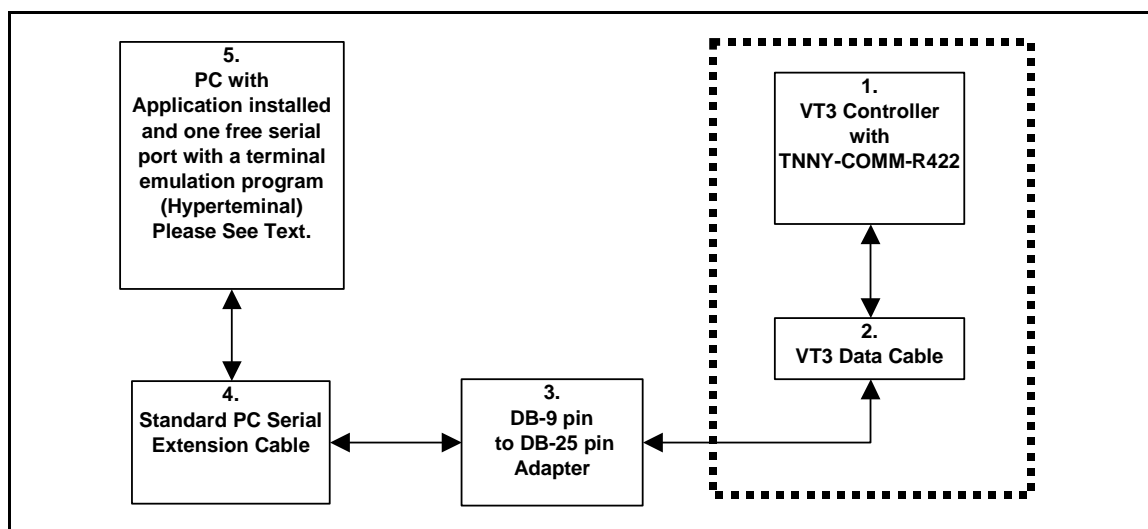 5.
PC with
Application installed
and one free serial
port with a terminal
emulation program
(Hyperteminal)
Please See Text.
1.
VT3 Controller
with
TNNY-COMM-R422
2.
VT3 Data Cable
4.
Standard PC Serial
Extension Cable
3.
DB-9 pin
to DB-25 pin
Adapter